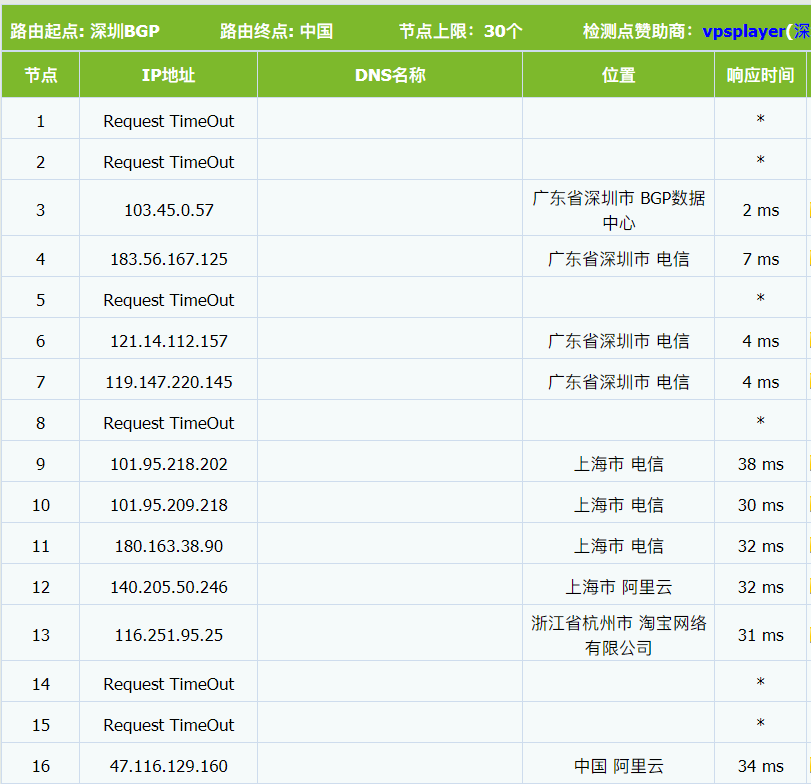 路由起点: 深圳BGP 路由终点: 中国 节点上限：30个 检测点赞助商：vpsplayer(深
节点 IP地址 DNS名称 位置 响应时间
1 Request TimeOut *
2 Request TimeOut *
3 103.45.0.57 广东省深圳市 BGP数据 2 ms
中心
4 183.56.167.125 广东省深圳市 电信 7 ms
5 Request TimeOut *
6 121.14.112.157 广东省深圳市 电信 4 ms
7 119.147.220.145 广东省深圳市 电信 4 ms
8 Request TimeOut *
9 101.95.218.202 上海市 电信 38 ms
10 101.95.209.218 上海市 电信 30 ms
11 180.163.38.90 上海市 电信 32 ms
12 140.205.50.246 上海市 阿里云 32 ms
13 116.251.95.25 浙江省杭州市 淘宝网络 31 ms
有限公司
14 Request TimeOut *
15 Request TimeOut *
16 47.116.129.160 中国 阿里云 34 ms